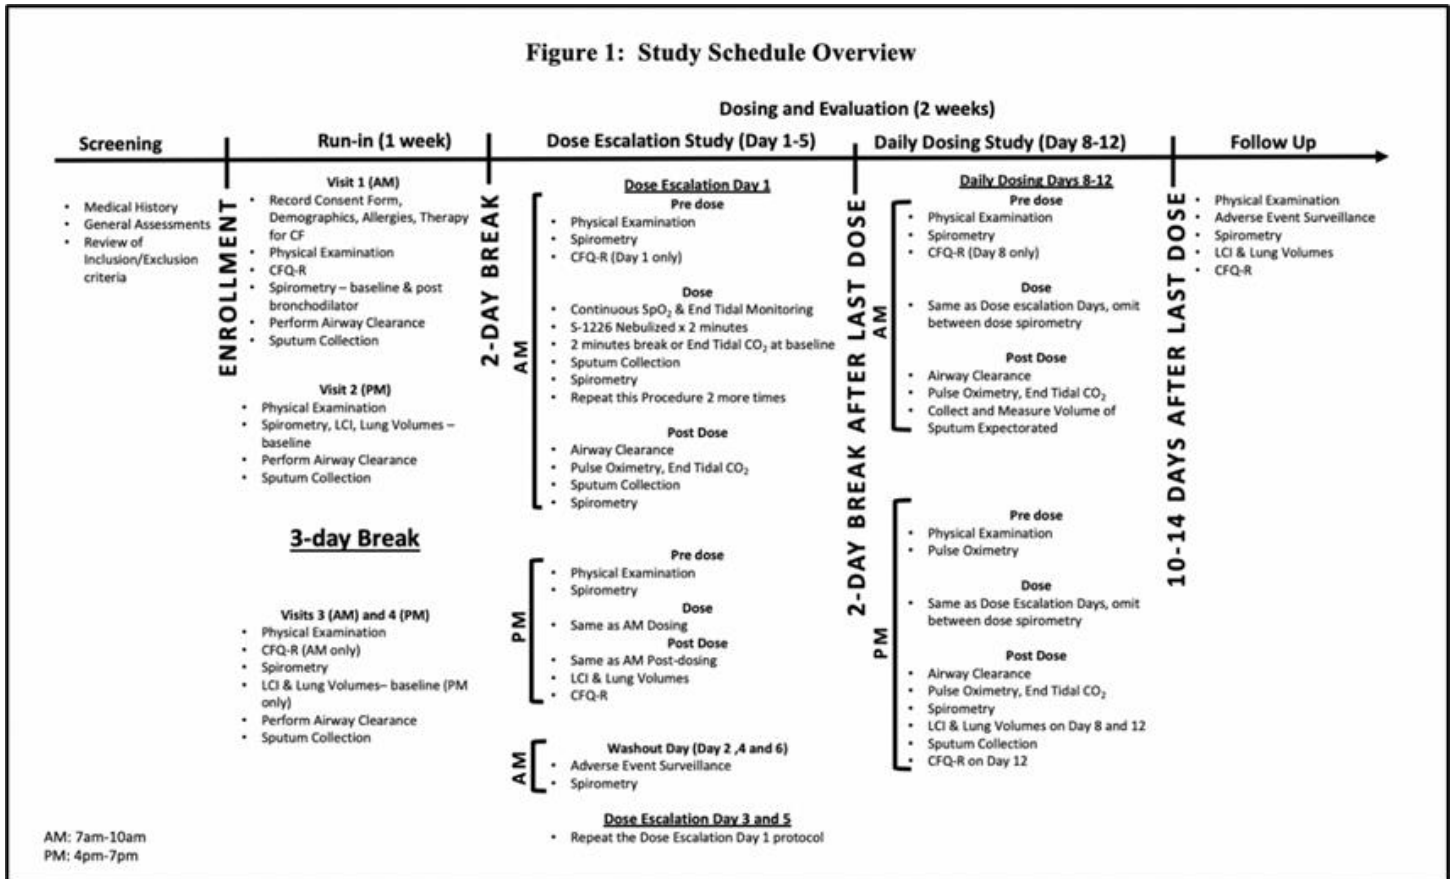 Figure 1: Study Schedule Overview
Dosing and Evaluation (2 weeks)
Screening
Run-in (1 week)
Dose Escalation Study (Day 1-5)
Daily Dosing Study (Day 8-12)
Follow Up
• Medical History
• General Assessments
• Review of
Inclusion/Exclusion
criteria
ENROLLMENT
Visit 1 (AM)
• Record Consent Form,
Demographics, Allergies, Therapy
for CF
• Physical Examination
• CFQ-R
• Spirometry – baseline & post
bronchodilator
• Perform Airway Clearance
• Sputum Collection
Visit 2 (PM)
• Physical Examination
• Spirometry, LCI, Lung Volumes –
baseline
• Perform Airway Clearance
• Sputum Collection
3-day Break
Visits 3 (AM) and 4 (PM)
• Physical Examination
• CFQ-R (AM only)
• Spirometry
• LCI & Lung Volumes– baseline (PM
only)
• Perform Airway Clearance
• Sputum Collection
2-DAY BREAK
Dose Escalation Day 1
AM
Pre dose
• Physical Examination
• Spirometry
• CFQ-R (Day 1 only)
Dose
• Continuous SpO₂ & End Tidal Monitoring
• S-1226 Nebulized x 2 minutes
• 2 minutes break or End Tidal CO₂ at baseline
• Sputum Collection
• Spirometry
• Repeat this Procedure 2 more times
Post Dose
• Airway Clearance
• Pulse Oximetry, End Tidal CO₂
• Sputum Collection
• Spirometry
PM
Pre dose
• Physical Examination
• Spirometry
Dose
• Same as AM Dosing
Post Dose
• Same as AM Post-dosing
• LCI & Lung Volumes
• CFQ-R
AM
Washout Day (Day 2 ,4 and 6)
• Adverse Event Surveillance
• Spirometry
Dose Escalation Day 3 and 5
• Repeat the Dose Escalation Day 1 protocol
2-DAY BREAK AFTER LAST DOSE
Daily Dosing Days 8-12
AM
Pre dose
• Physical Examination
• Spirometry
• CFQ-R (Day 8 only)
Dose
• Same as Dose escalation Days, omit
between dose spirometry
Post Dose
• Airway Clearance
• Pulse Oximetry, End Tidal CO₂
• Collect and Measure Volume of
Sputum Expectorated
PM
Pre dose
• Physical Examination
• Pulse Oximetry
Dose
• Same as Dose Escalation Days, omit
between dose spirometry
Post Dose
• Airway Clearance
• Pulse Oximetry, End Tidal CO₂
• Spirometry
• LCI & Lung Volumes on Day 8 and 12
• Sputum Collection
• CFQ-R on Day 12
10-14 DAYS AFTER LAST DOSE
• Physical Examination
• Adverse Event Surveillance
• Spirometry
• LCI & Lung Volumes
• CFQ-R
AM: 7am-10am
PM: 4pm-7pm